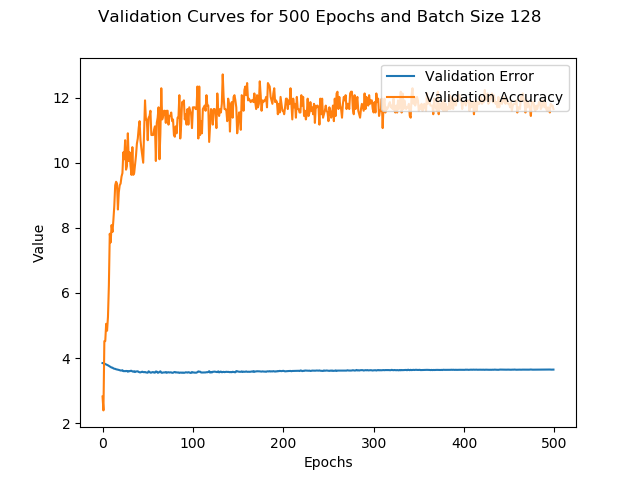 Validation Curves for 500 Epochs and Batch Size 128
Validation Error
Validation Accuracy
12
10
8
6
4
2
Value
0
100
200
300
400
500
Epochs